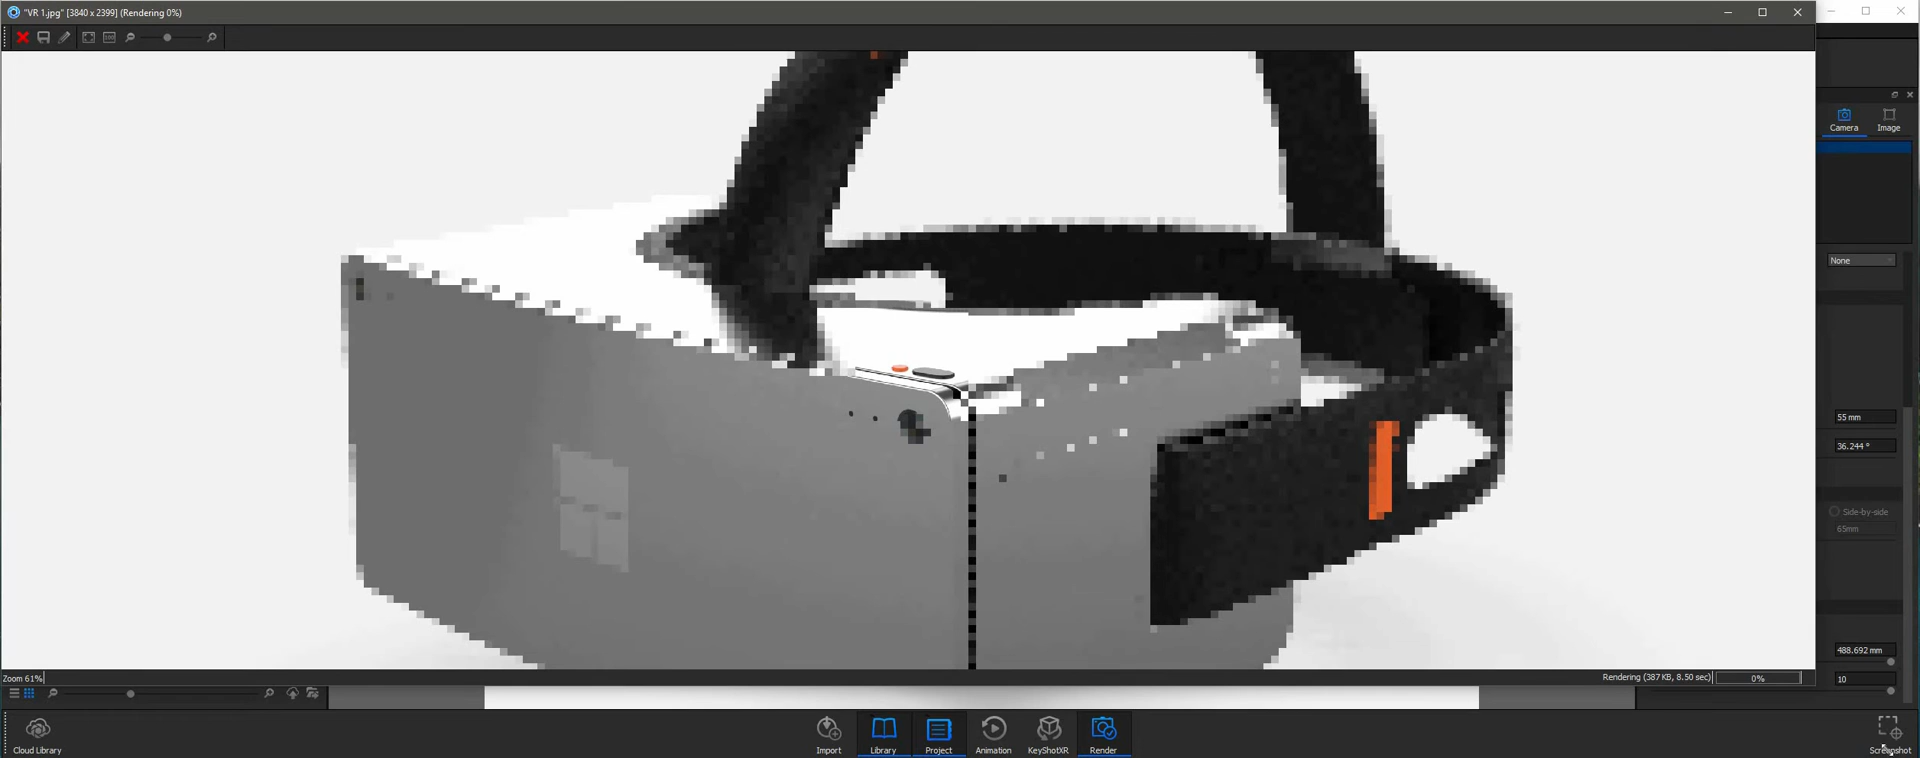 "VR 1.jpg" [3840 x 2399] (Rendering 0%)
100
Camera
Image
None
55 mm
36.244 °
Side-by-side
65mm
488.692 mm
10
Zoom 61%
Rendering (387 KB, 8.50 sec)
0%
Cloud Library
Import
Library
Project
Animation
KeyShotXR
Render
Screenshot